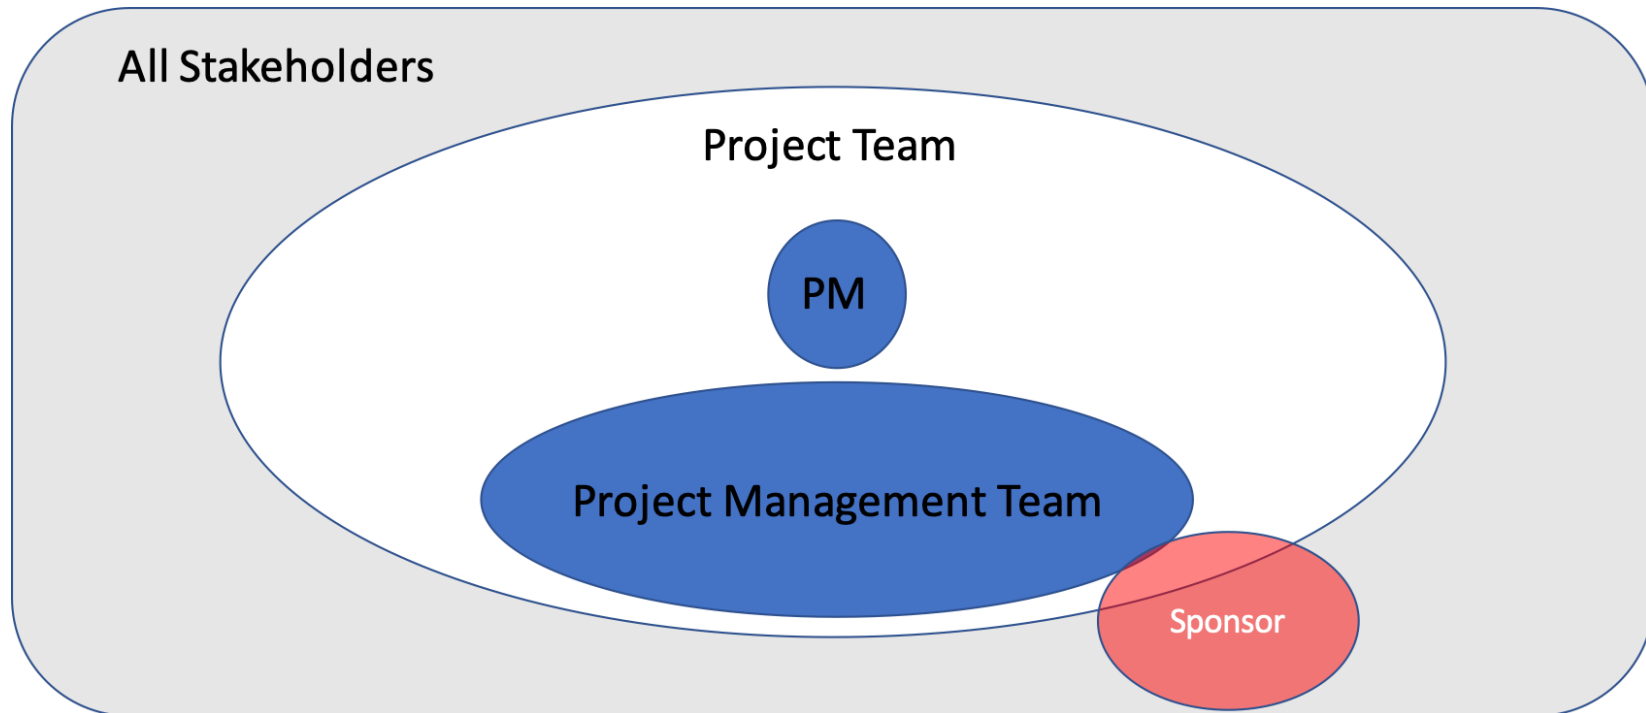 All Stakeholders
Project Team
PM
Project Management Team
Sponsor